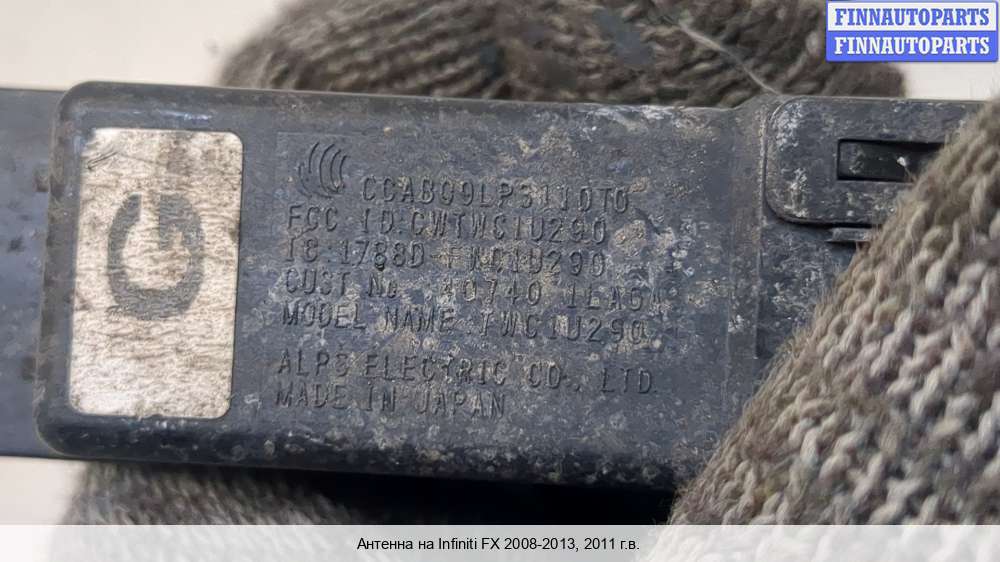 FINNAUTOPARTS
FINNAUTOPARTS
G
CCAB09LP3110T0
FCC ID:CWTWC1U290
IC:1788D-FWC1U290
CUST NO 40740 1LA0A
MODEL NAME TWC1U290
ALPS ELECTRIC CO., LTD.
MADE IN JAPAN
Антенна на Infiniti FX 2008-2013, 2011 г.в.